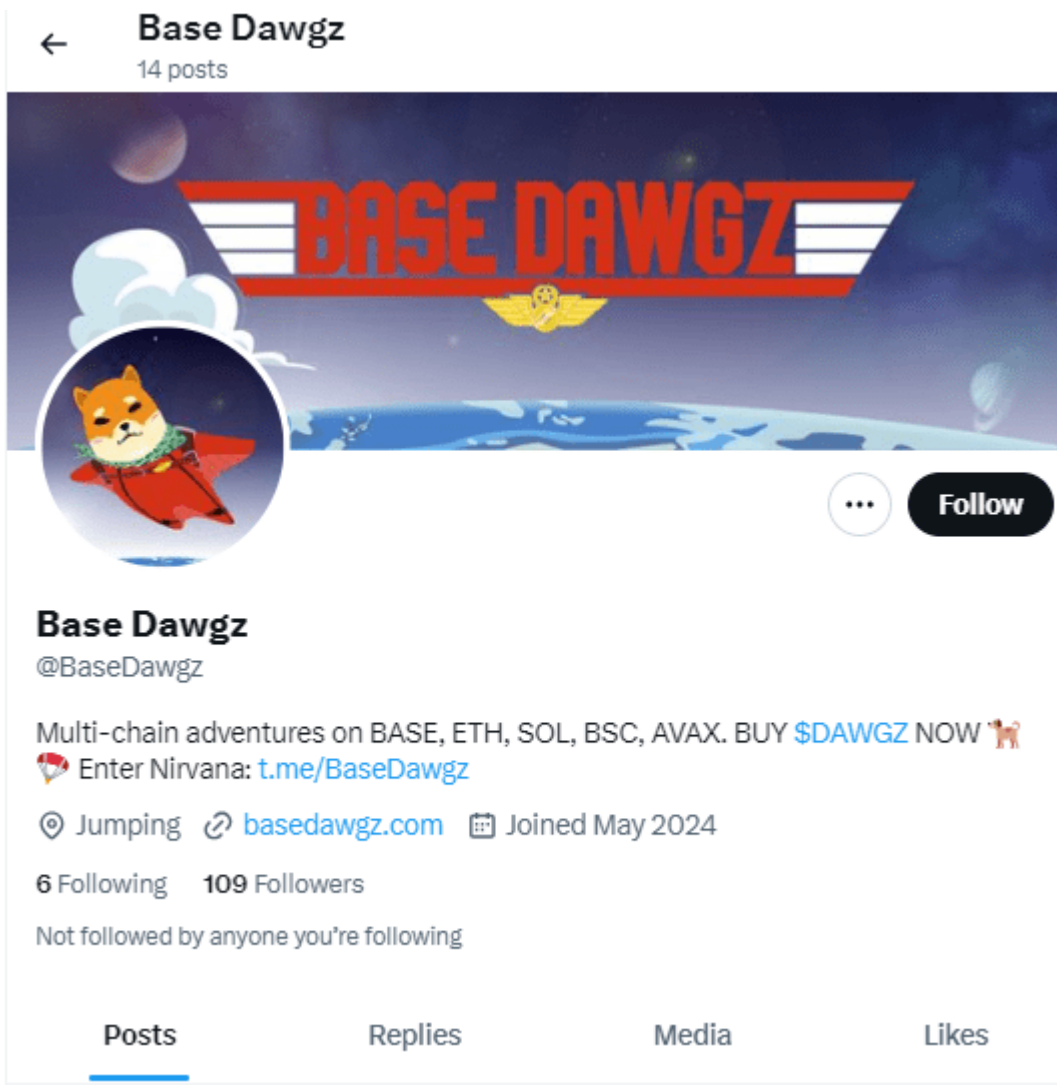 Base Dawgz
14 posts
BASE DAWGZ
Follow
Base Dawgz
@BaseDawgz
Multi-chain adventures on BASE, ETH, SOL, BSC, AVAX. BUY $DAWGZ NOW 🐕
🪂 Enter Nirvana: t.me/BaseDawgz
Jumping basedawgz.com Joined May 2024
6 Following 109 Followers
Not followed by anyone you’re following
Posts Replies Media Likes